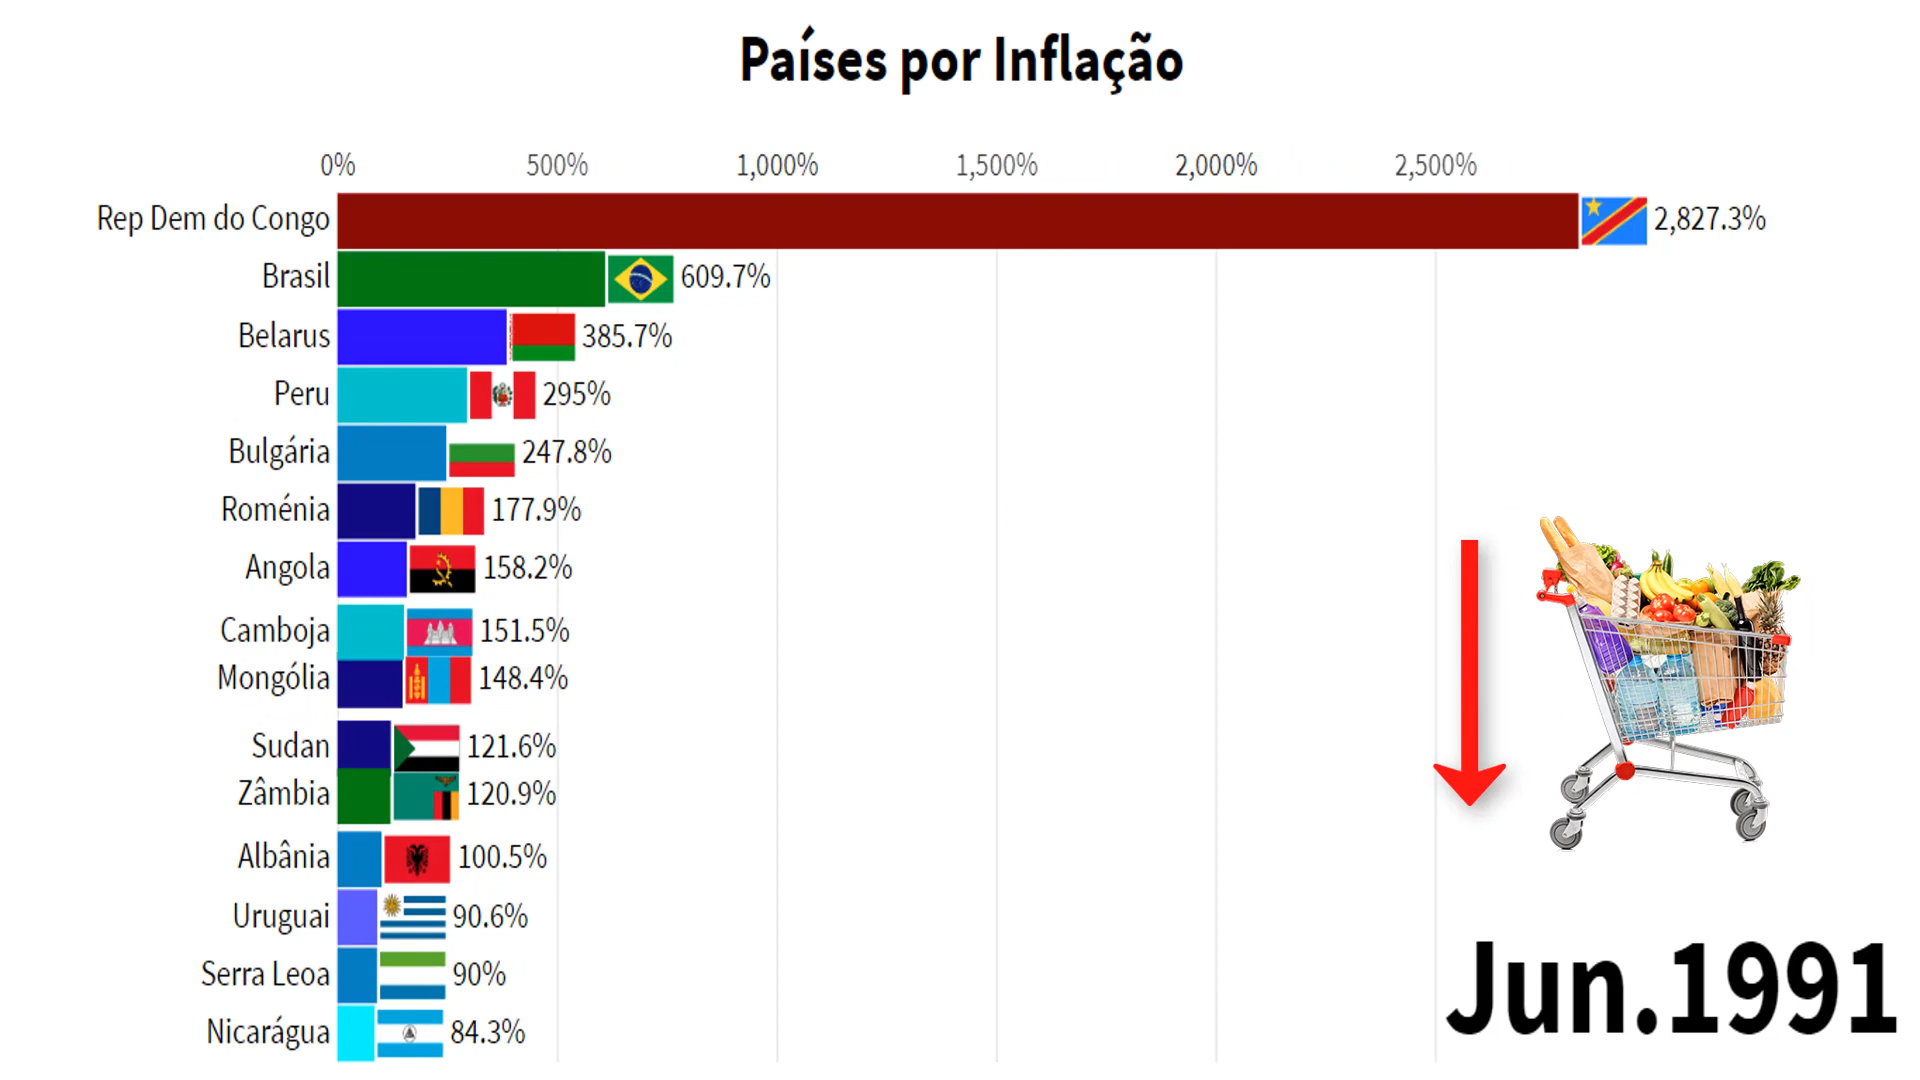 Países por Inflação
0% 500% 1,000% 1,500% 2,000% 2,500%
Rep Dem do Congo 2,827.3%
Brasil 609.7%
Belarus 385.7%
Peru 295%
Bulgária 247.8%
Roménia 177.9%
Angola 158.2%
Camboja 151.5%
Mongólia 148.4%
Sudan 121.6%
Zâmbia 120.9%
Albânia 100.5%
Uruguai 90.6%
Serra Leoa 90%
Nicarágua 84.3%
Jun.1991